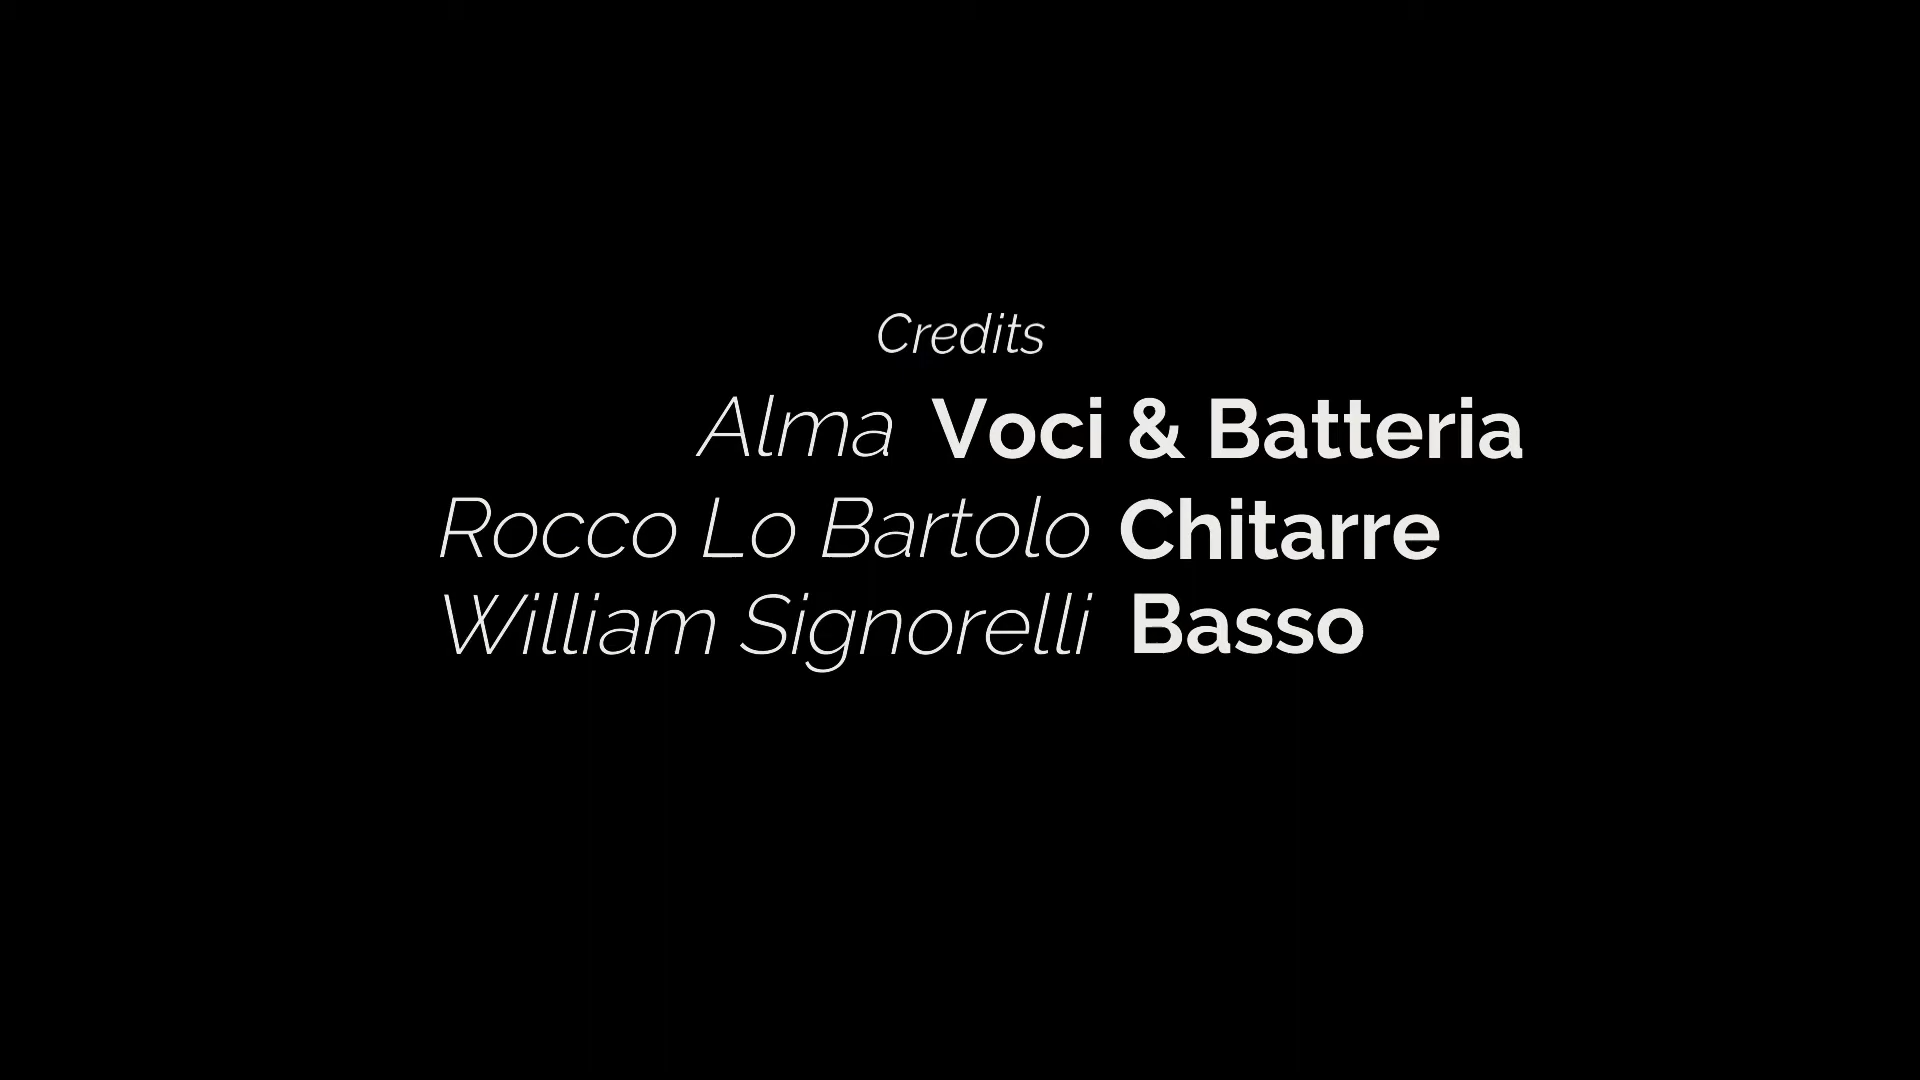 Credits
Alma Voci & Batteria
Rocco Lo Bartolo Chitarre
William Signorelli Basso